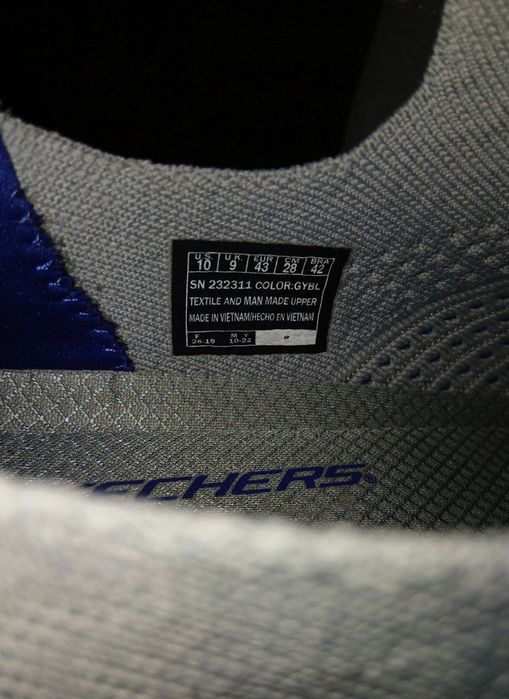 U.S. U.K. EUR CM BRA
10 9 43 28 42
SN 232311 COLOR:GYBL
TEXTILE AND MAN MADE UPPER
MADE IN VIETNAM/HECHO EN VIETNAM
F M Y
26-19 10-22
SKECHERS